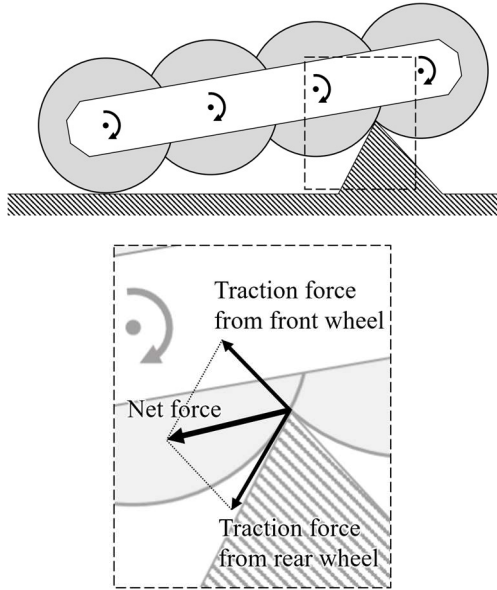 Traction force
from front wheel
Net force
Traction force
from rear wheel